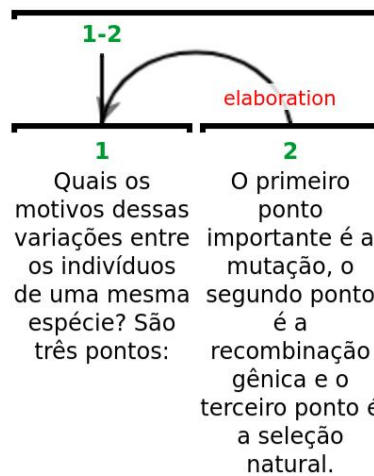 1-2
elaboration
1
Quais os
motivos dessas
variações entre
os indivíduos
de uma mesma
espécie? São
três pontos:
2
O primeiro
ponto
importante é a
mutação, o
segundo ponto
é a
recombinação
gênica e o
terceiro ponto é
a seleção
natural.